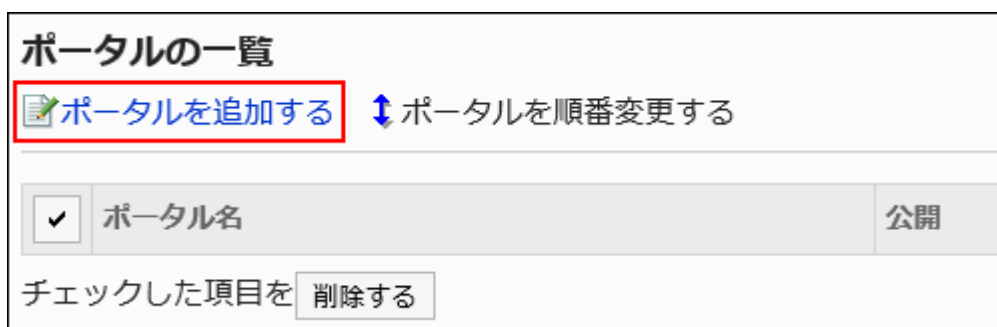 ポータルの一覧
ポータルを追加する ポータルを順番変更する
ポータル名 公開
チェックした項目を 削除する